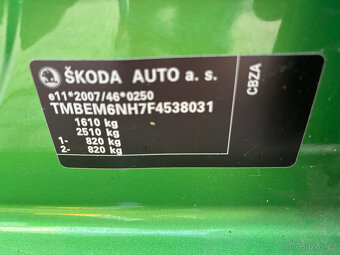 ŠKODA AUTO a. s.
e11*2007/46*0250
TMBEM6NH7F4538031
1610 kg
2510 kg
1- 820 kg
2- 820 kg
CBZA